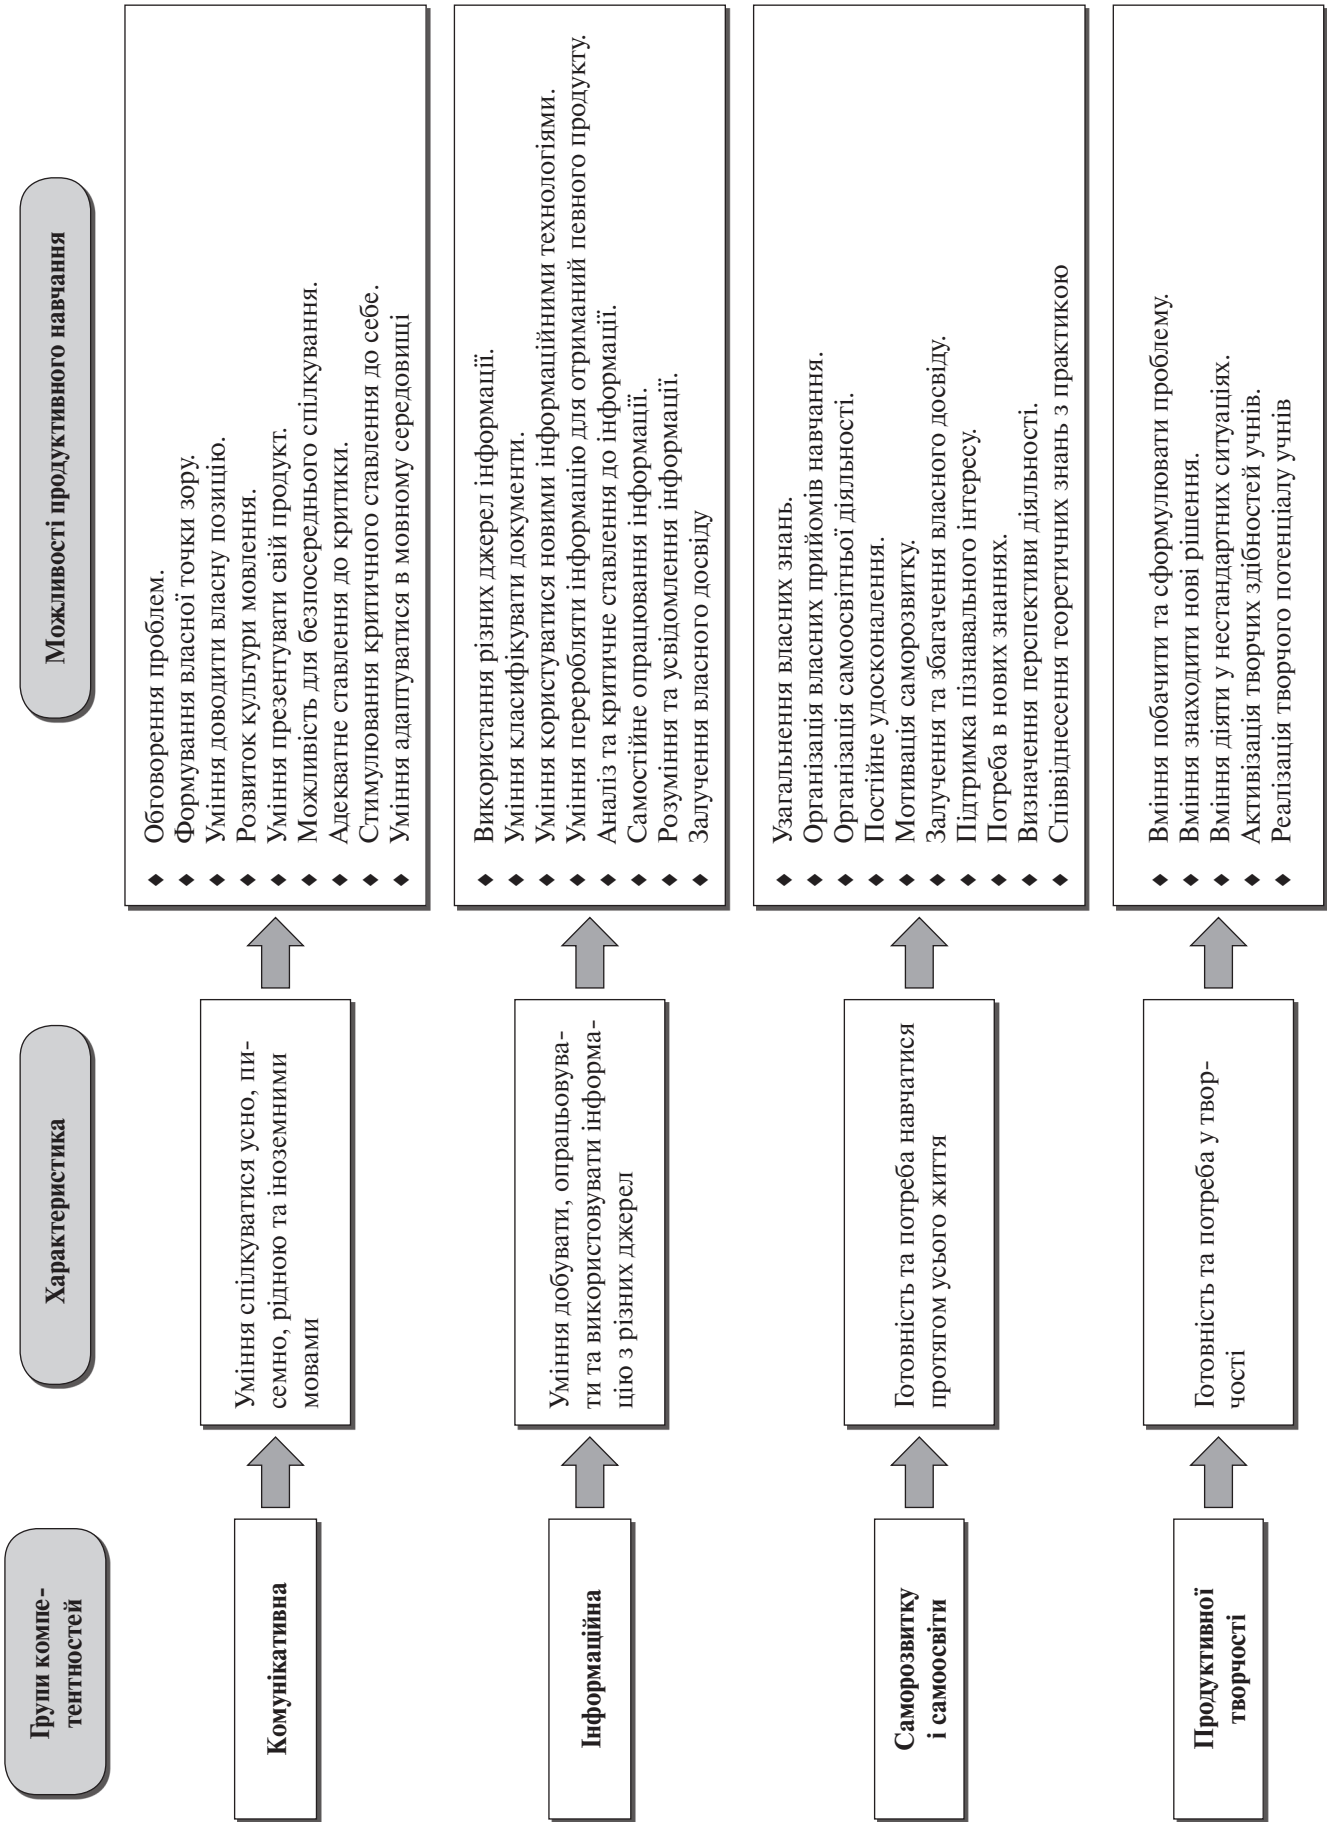 Групи компе-
тентностей
Характеристика
Можливості продуктивного навчання
Комунікативна
Уміння спілкуватися усно, пи-
семно, рідною та іноземними
мовами
♦ Обговорення проблем.
♦ Формування власної точки зору.
♦ Уміння доводити власну позицію.
♦ Розвиток культури мовлення.
♦ Уміння презентувати свій продукт.
♦ Можливість для безпосереднього спілкування.
♦ Адекватне ставлення до критики.
♦ Стимулювання критичного ставлення до себе.
♦ Уміння адаптуватися в мовному середовищі
Інформаційна
Уміння добувати, опрацьовува-
ти та використовувати інформа-
цію з різних джерел
♦ Використання різних джерел інформації.
♦ Уміння класифікувати документи.
♦ Уміння користуватися новими інформаційними технологіями.
♦ Уміння переробляти інформацію для отриманий певного продукту.
♦ Аналіз та критичне ставлення до інформації.
♦ Самостійне опрацювання інформації.
♦ Розуміння та усвідомлення інформації.
♦ Залучення власного досвіду
Саморозвитку
і самоосвіти
Готовність та потреба навчатися
протягом усього життя
♦ Узагальнення власних знань.
♦ Організація власних прийомів навчання.
♦ Організація самоосвітньої діяльності.
♦ Постійне удосконалення.
♦ Мотивація саморозвитку.
♦ Залучення та збагачення власного досвіду.
♦ Підтримка пізнавального інтересу.
♦ Потреба в нових знаннях.
♦ Визначення перспективи діяльності.
♦ Співвіднесення теоретичних знань з практикою
Продуктивної
творчості
Готовність та потреба у твор-
чості
♦ Вміння побачити та сформулювати проблему.
♦ Вміння знаходити нові рішення.
♦ Вміння діяти у нестандартних ситуаціях.
♦ Активізація творчих здібностей учнів.
♦ Реалізація творчого потенціалу учнів